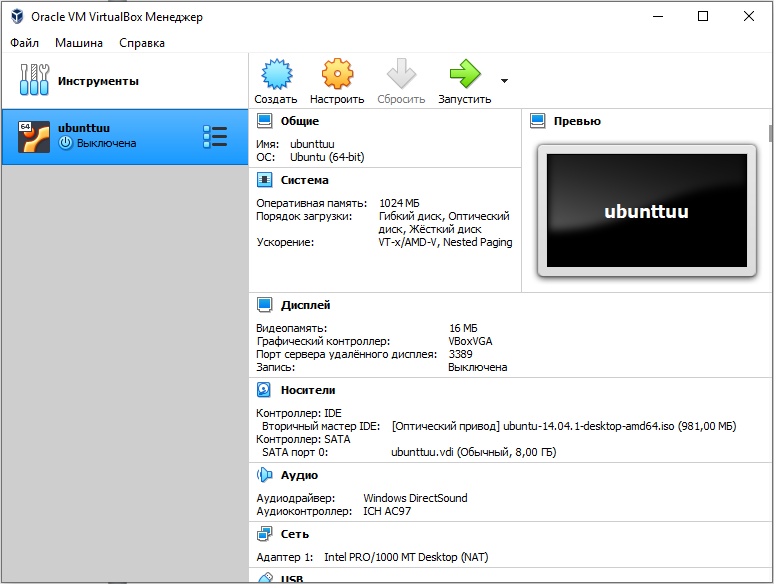 Oracle VM VirtualBox Менеджер
Файл Машина Справка
Инструменты
Создать Настроить Сбросить Запустить
64
ubunttuu
Выключена
Общие
Имя: ubunttuu
ОС: Ubuntu (64-bit)
Превью
ubunttuu
Система
Оперативная память: 1024 МБ
Порядок загрузки: Гибкий диск, Оптический
диск, Жёсткий диск
Ускорение: VT-x/AMD-V, Nested Paging
Дисплей
Видеопамять: 16 МБ
Графический контроллер: VBoxVGA
Порт сервера удалённого дисплея: 3389
Запись: Выключена
Носители
Контроллер: IDE
Вторичный мастер IDE: [Оптический привод] ubuntu-14.04.1-desktop-amd64.iso (981,00 МБ)
Контроллер: SATA
SATA порт 0: ubunttuu.vdi (Обычный, 8,00 ГБ)
Аудио
Аудиодрайвер: Windows DirectSound
Аудиоконтроллер: ICH AC97
Сеть
Адаптер 1: Intel PRO/1000 MT Desktop (NAT)
USB